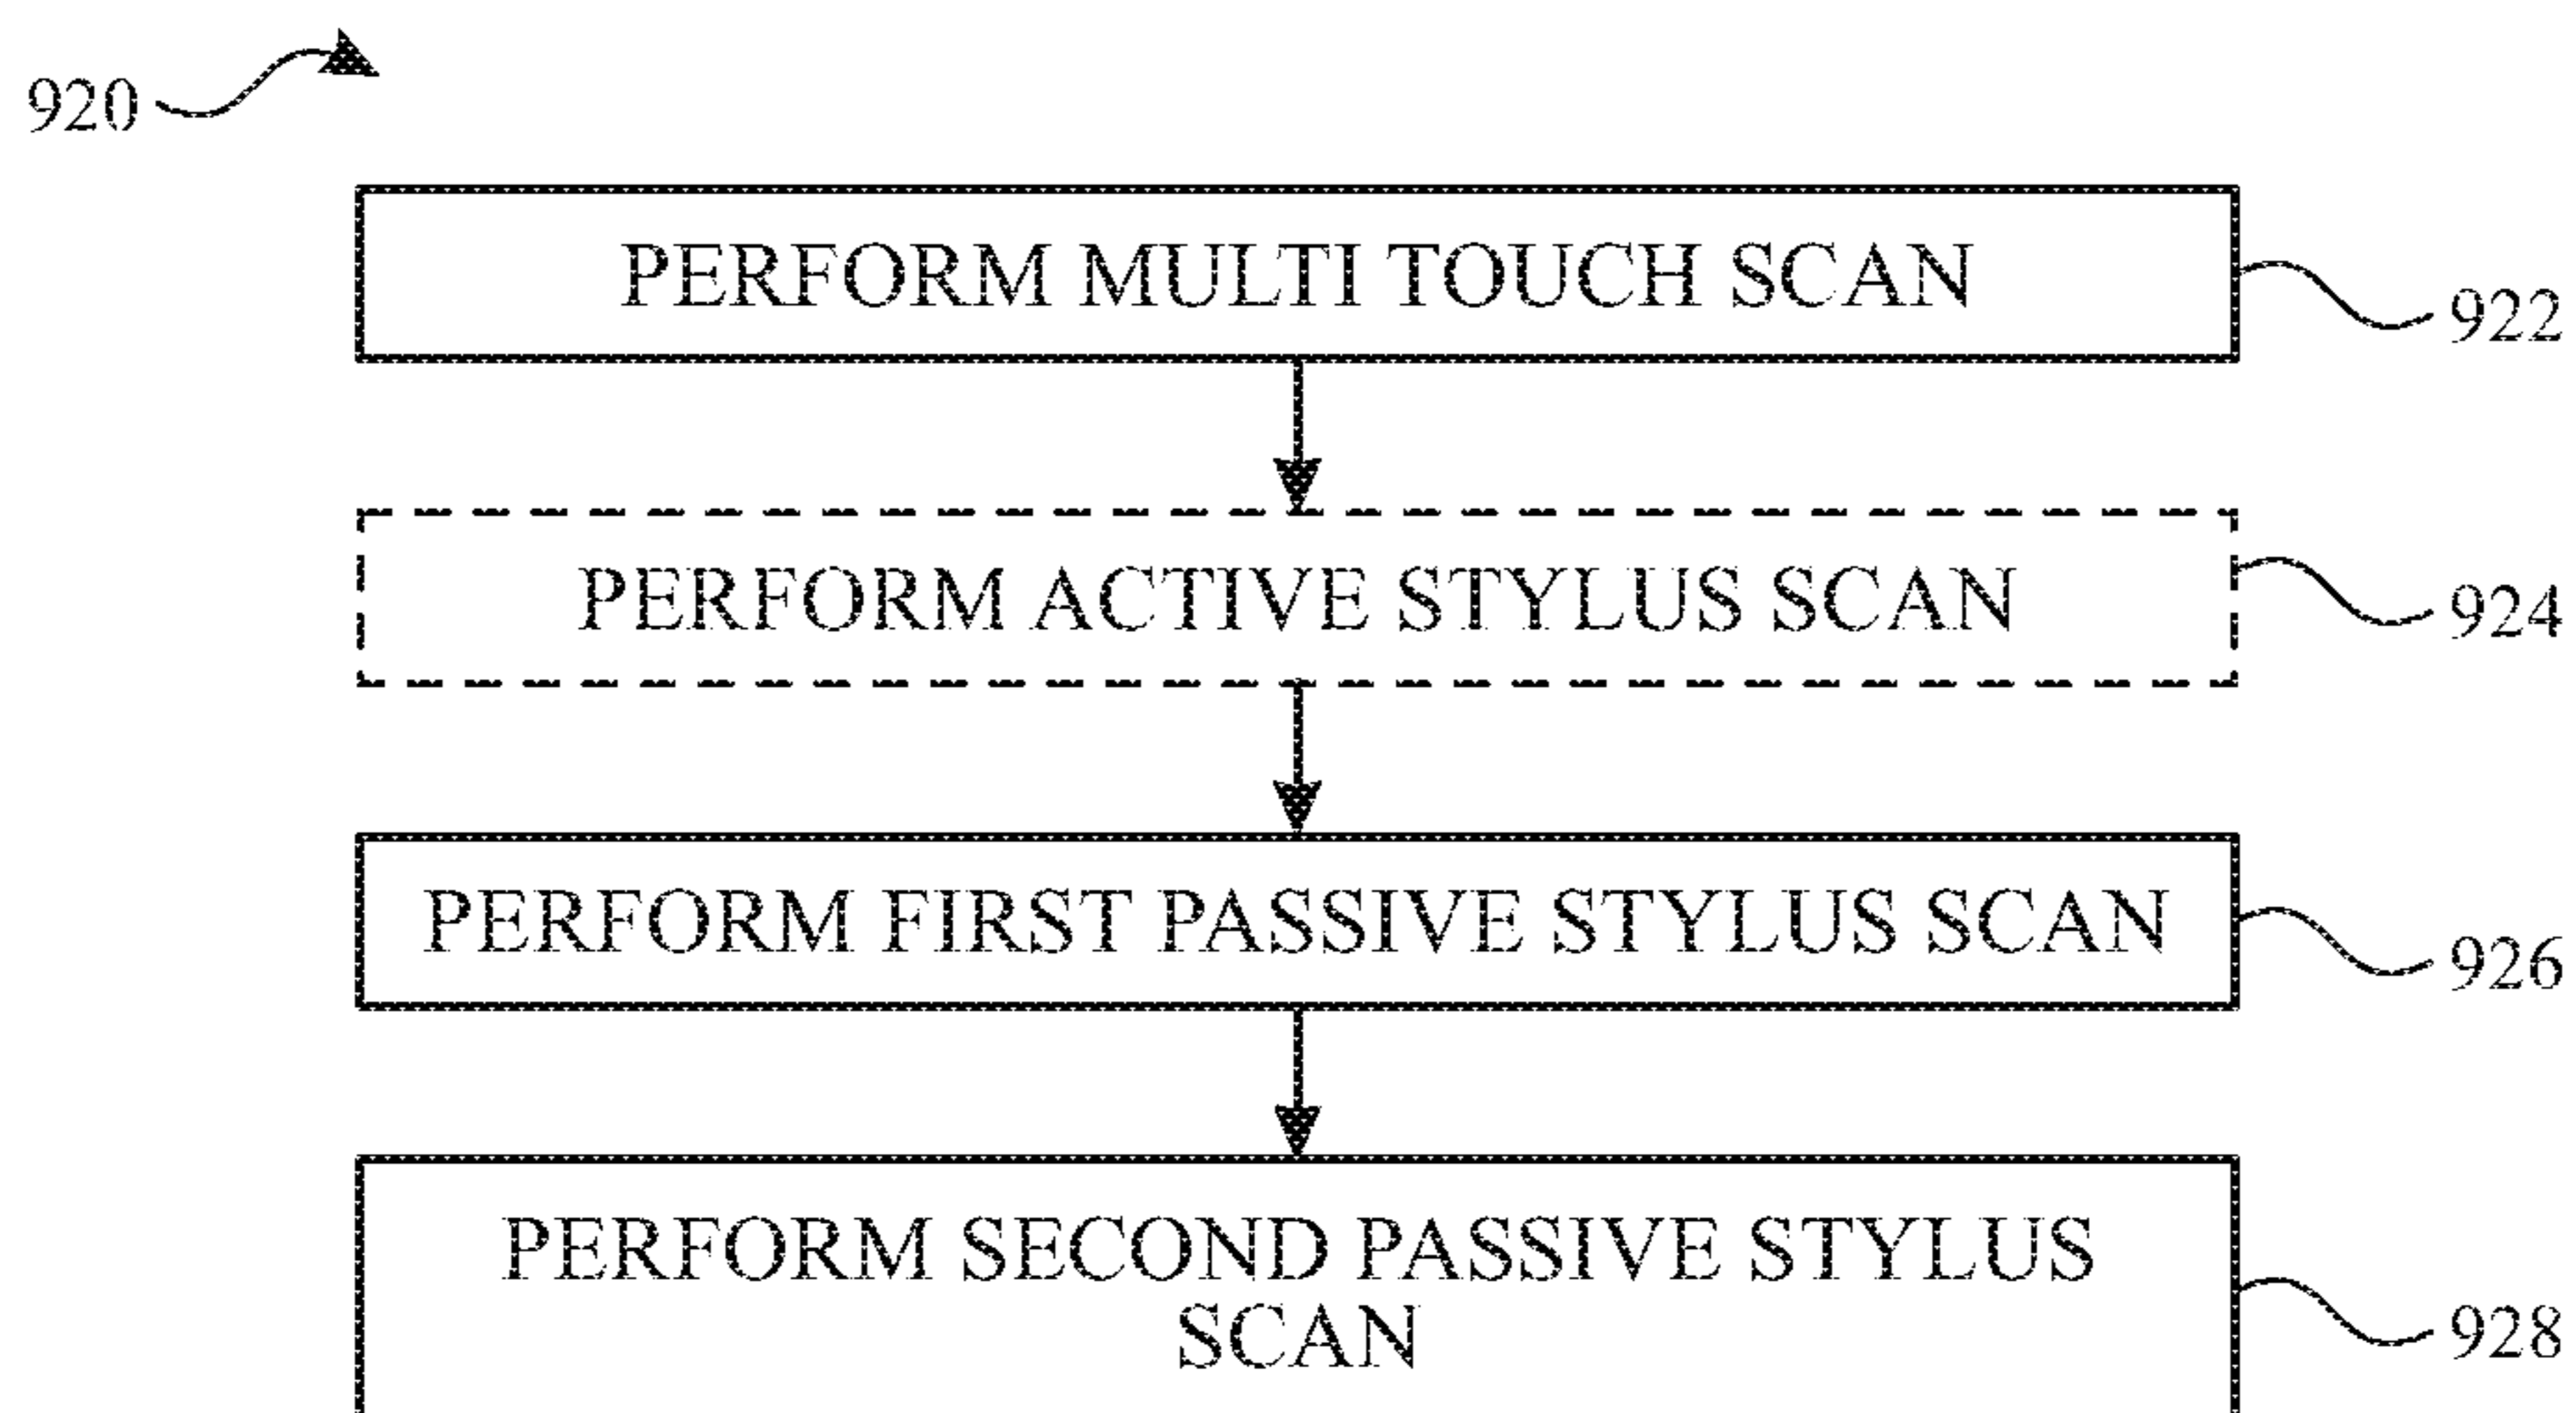 920
PERFORM MULTI TOUCH SCAN
922
PERFORM ACTIVE STYLUS SCAN
924
PERFORM FIRST PASSIVE STYLUS SCAN
926
PERFORM SECOND PASSIVE STYLUS
SCAN
928